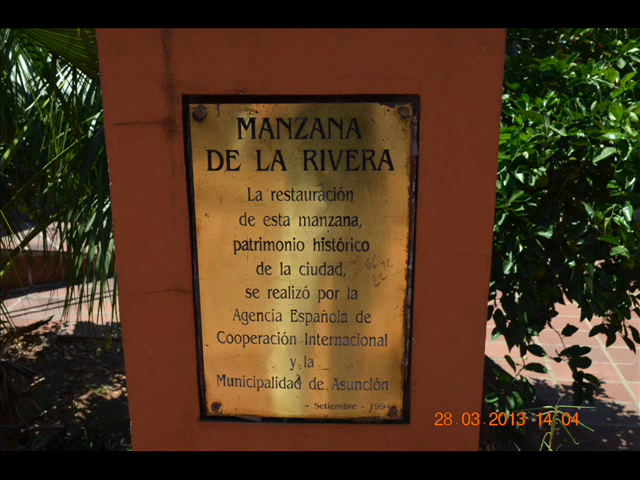 MANZANA
DE LA RIVERA
La restauración
de esta manzana,
patrimonio histórico
de la ciudad,
se realizó por la
Agencia Española de
Cooperación Internacional
y la
Municipalidad de Asunción
- Setiembre - 1994
28.03.2013 14:04